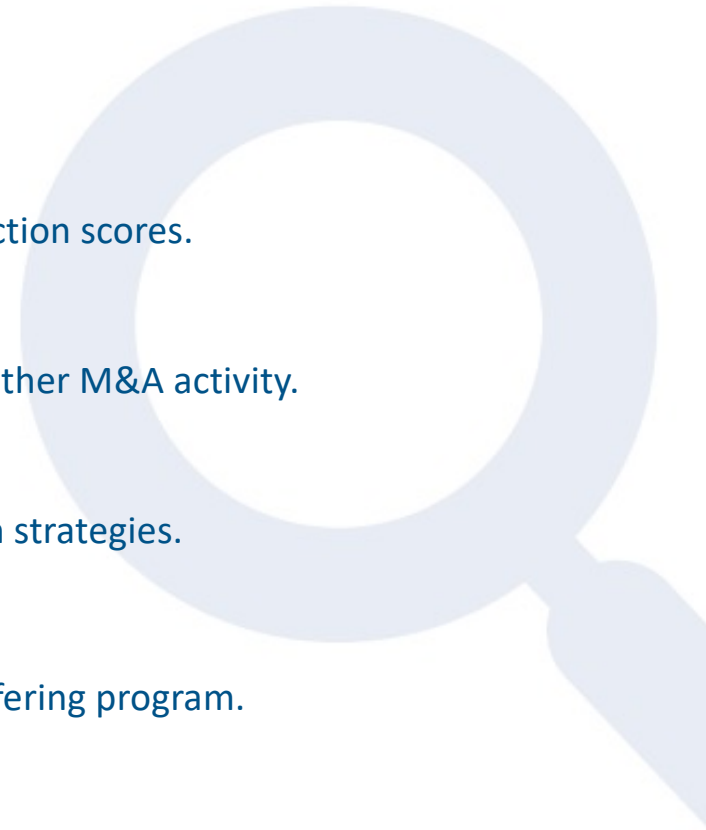 ction scores.
ther M&A activity.
strategies.
fering program.